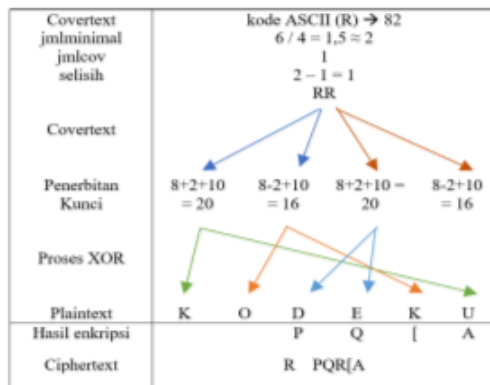 Covertext kode ASCII (R) → 82
jmlminimal 6 / 4 = 1,5 ≈ 2
jmlcov 1
selisih 2 – 1 = 1
RR
Covertext
Penerbitan 8+2+10 8-2+10 8+2+10 = 8-2+10
Kunci = 20 = 16 20 = 16
Proses XOR
Plaintext K O D E K U
Hasil enkripsi P Q [ A
Ciphertext R PQR[A